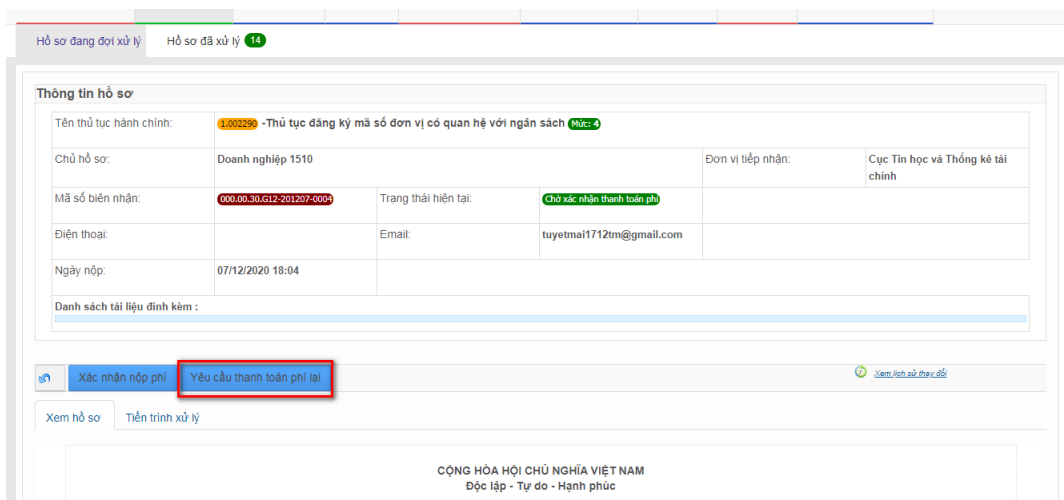 Hồ sơ đang đợi xử lý Hồ sơ đã xử lý 14
Thông tin hồ sơ
Tên thủ tục hành chính: 1.002290 -Thủ tục đăng ký mã số đơn vị có quan hệ với ngân sách Mức: 4
Chủ hồ sơ: Doanh nghiệp 1510 Đơn vị tiếp nhận: Cục Tin học và Thống kê tài
chính
Mã số biên nhận: 000.00.30.G12-201207-0004 Trạng thái hiện tại: Chờ xác nhận thanh toán phí
Điện thoại: Email: tuyetmai1712tm@gmail.com
Ngày nộp: 07/12/2020 18:04
Danh sách tài liệu đính kèm :
Xác nhận nộp phí Yêu cầu thanh toán phí lại Xem lịch sử thay đổi
Xem hồ sơ Tiến trình xử lý
CỘNG HÒA HỘI CHỦ NGHĨA VIỆT NAM
Độc lập - Tự do - Hạnh phúc